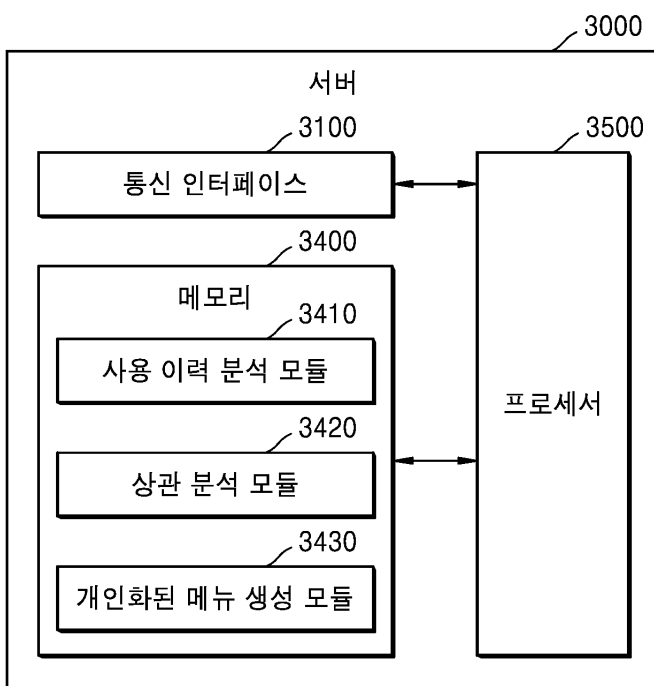 3000
서버
3100
3500
통신 인터페이스
3400
메모리
3410
사용 이력 분석 모듈
프로세서
3420
상관 분석 모듈
3430
개인화된 메뉴 생성 모듈